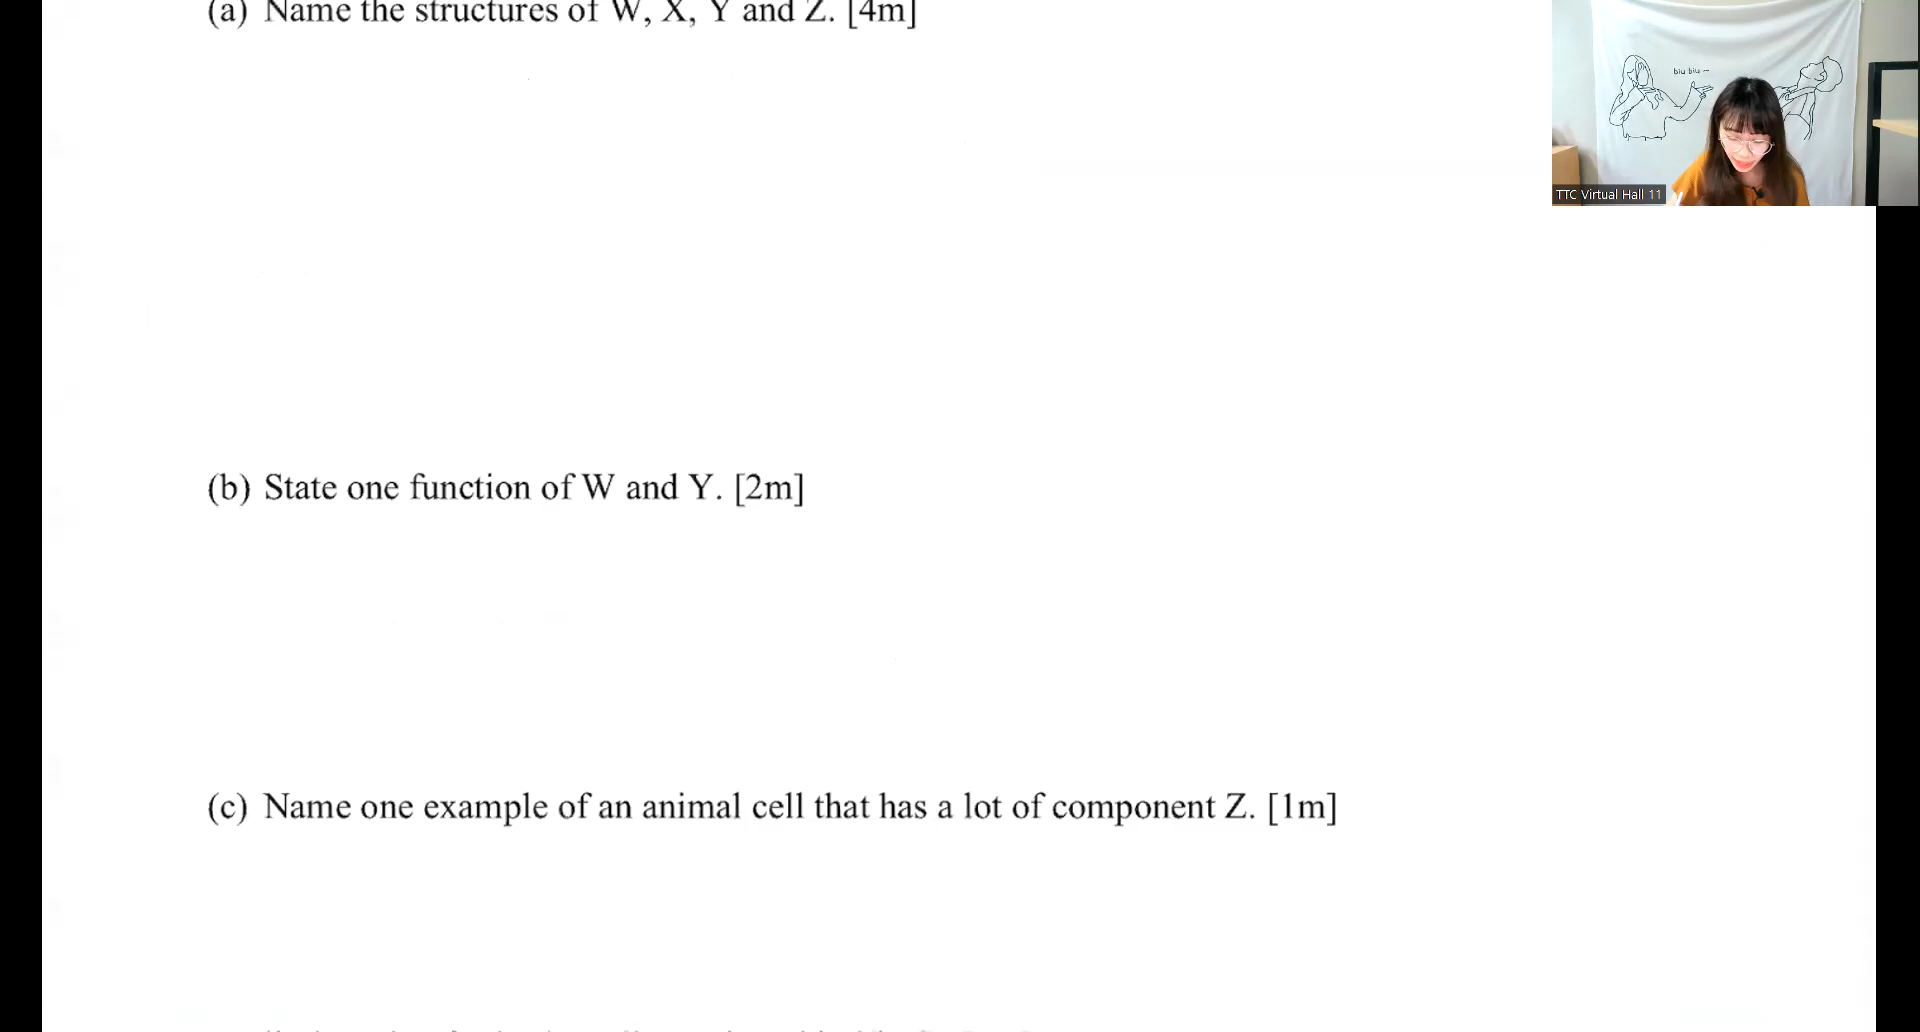 (a) Name the structures of W, X, Y and Z. [4m]
biu biu ~
TTC Virtual Hall 11
(b) State one function of W and Y. [2m]
(c) Name one example of an animal cell that has a lot of component Z. [1m]